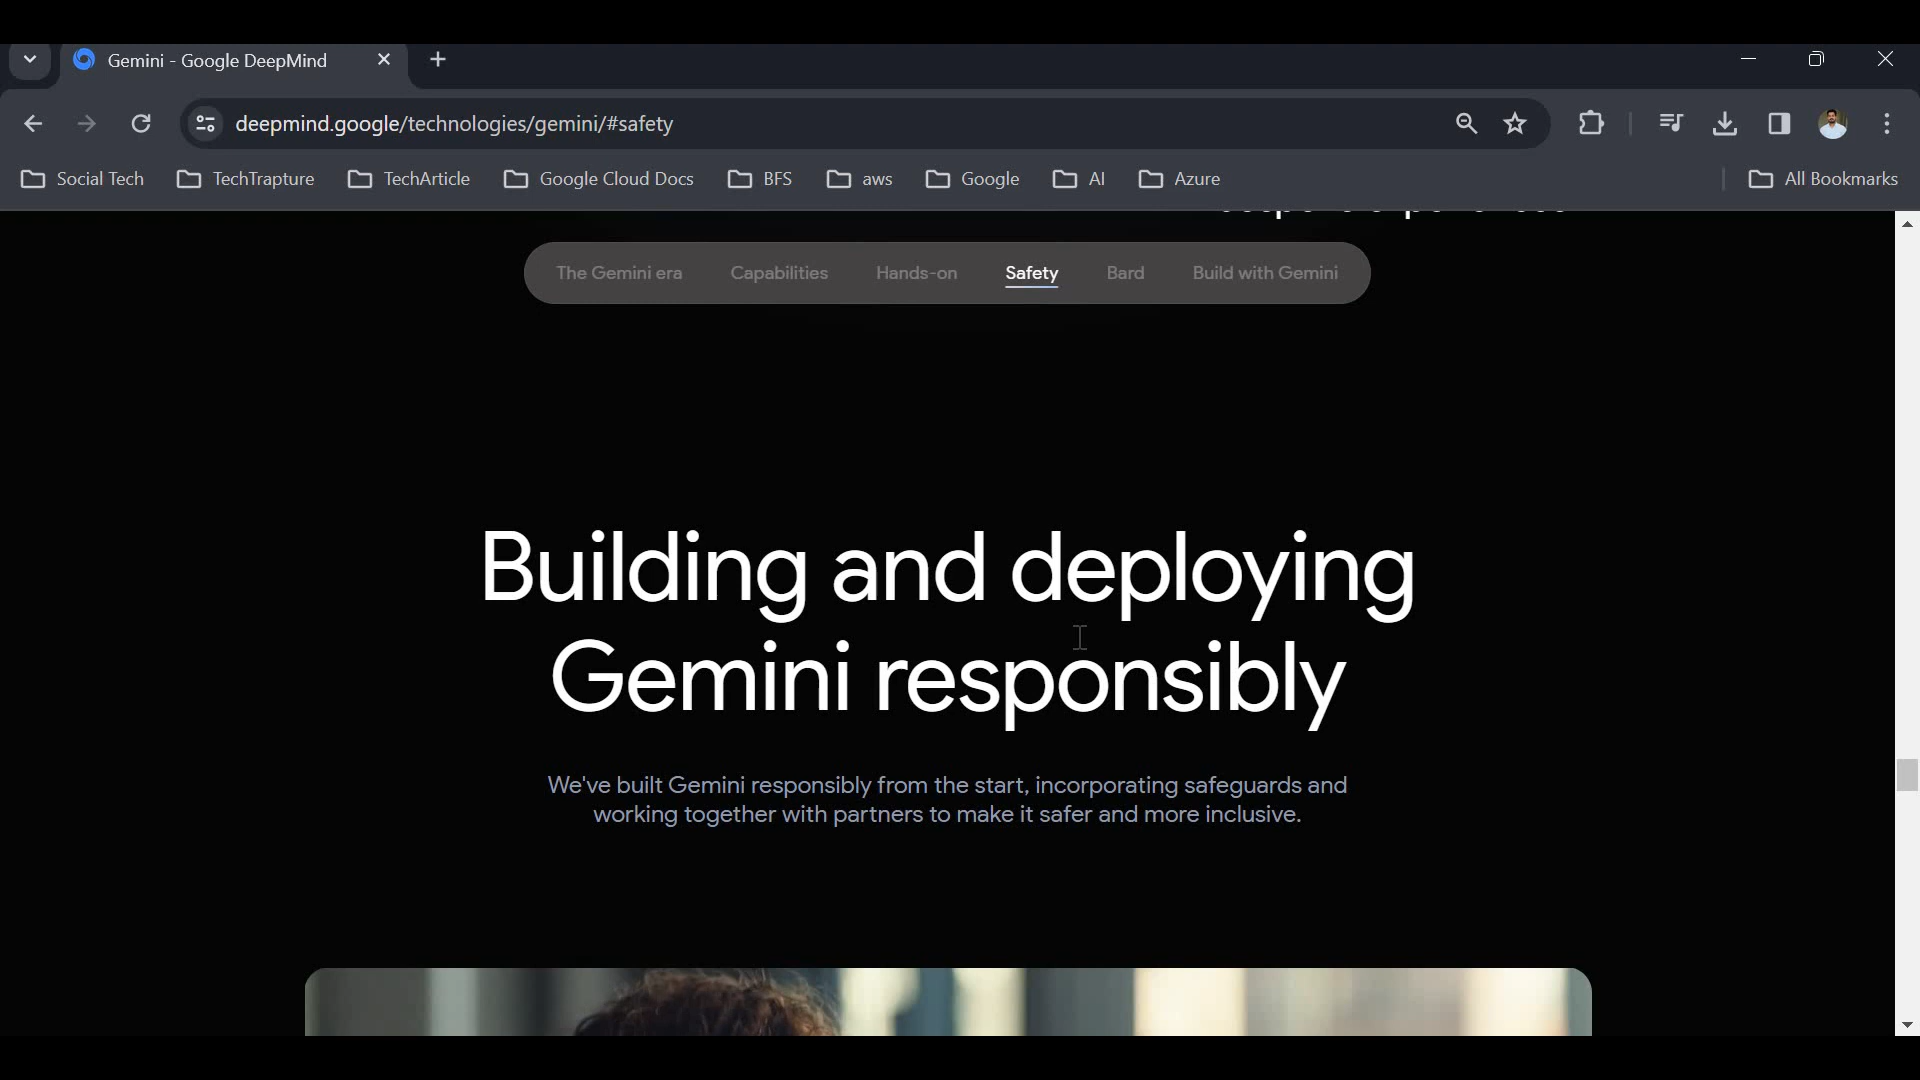 Gemini - Google DeepMind
deepmind.google/technologies/gemini/#safety
Social Tech TechTrapture TechArticle Google Cloud Docs BFS aws Google AI Azure All Bookmarks
The Gemini era Capabilities Hands-on Safety Bard Build with Gemini
Building and deploying
Gemini responsibly
We've built Gemini responsibly from the start, incorporating safeguards and
working together with partners to make it safer and more inclusive.